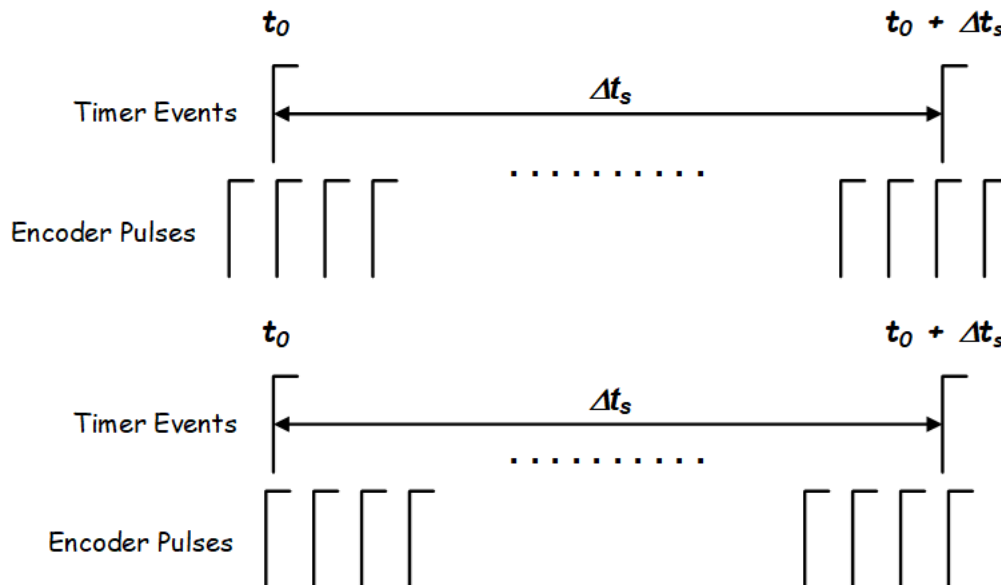 t₀ t₀ + Δtₛ
Timer Events Δtₛ
. . . . . . . . . .
Encoder Pulses
t₀ t₀ + Δtₛ
Timer Events Δtₛ
. . . . . . . . . .
Encoder Pulses